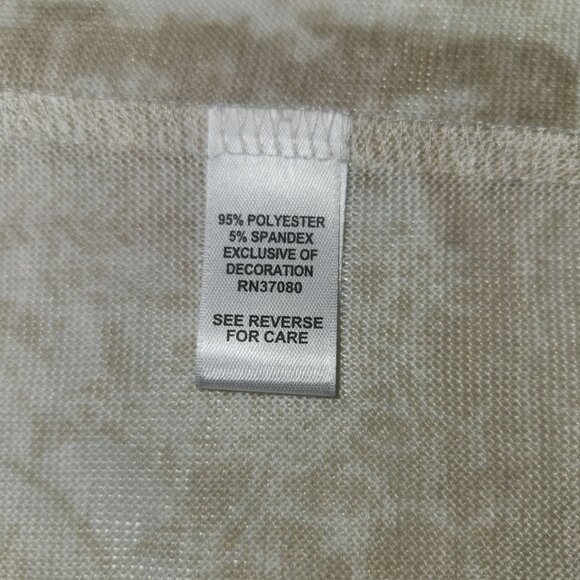 95% POLYESTER
5% SPANDEX
EXCLUSIVE OF
DECORATION
RN37080
SEE REVERSE
FOR CARE